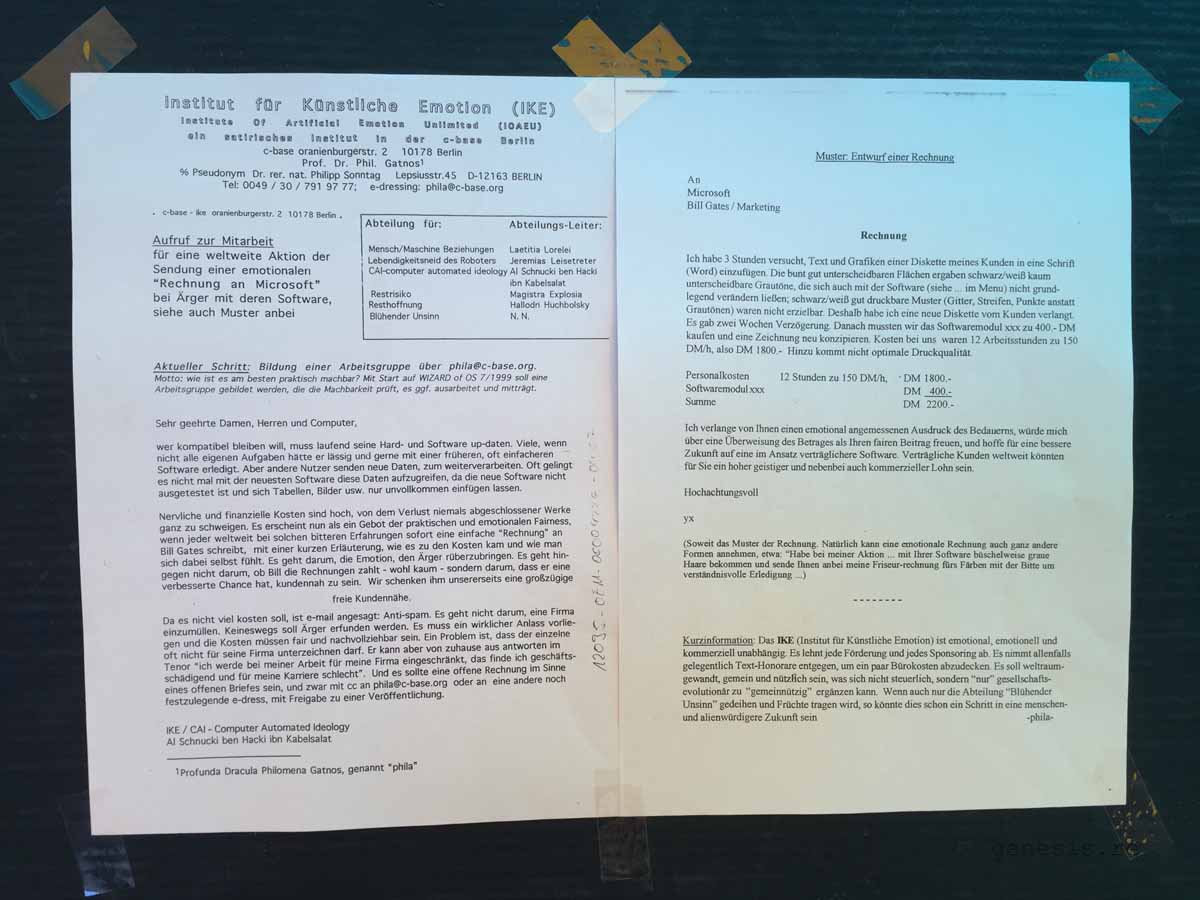 Institut für Künstliche Emotion (IKE)
Institute Of Artificial Emotion Unlimited (IOAEU)
ein satirisches Institut in der c-base Berlin
c-base oranienburgerstr. 2 10178 Berlin
Prof. Dr. Phil. Gatnos¹
% Pseudonym Dr. rer. nat. Philipp Sonntag Lepsiusstr.45 D-12163 BERLIN
Tel: 0049 / 30 / 791 97 77; e-dressing: phila@c-base.org
. c-base - ike oranienburgerstr. 2 10178 Berlin .
Aufruf zur Mitarbeit
für eine weltweite Aktion der
Sendung einer emotionalen
"Rechnung an Microsoft"
bei Ärger mit deren Software,
siehe auch Muster anbei
Abteilung für: Abteilungs-Leiter:
Mensch/Maschine Beziehungen Laetitia Lorelei
Lebendigkeitsneid des Roboters Jeremias Leisetreter
CAI-computer automated ideology Al Schnucki ben Hacki
ibn Kabelsalat
Restrisiko Magistra Explosia
Resthoffnung Hallodri Huchbolsky
Blühender Unsinn N. N.
Aktueller Schritt: Bildung einer Arbeitsgruppe über phila@c-base.org.
Motto: wie ist es am besten praktisch machbar? Mit Start auf WIZARD of OS 7/1999 soll eine
Arbeitsgruppe gebildet werden, die die Machbarkeit prüft, es ggf. ausarbeitet und mitträgt.
Sehr geehrte Damen, Herren und Computer,
wer kompatibel bleiben will, muss laufend seine Hard- und Software up-daten. Viele, wenn
nicht alle eigenen Aufgaben hätte er lässig und gerne mit einer früheren, oft einfacheren
Software erledigt. Aber andere Nutzer senden neue Daten, zum weiterverarbeiten. Oft gelingt
es nicht mal mit der neuesten Software diese Daten aufzugreifen, da die neue Software nicht
ausgetestet ist und sich Tabellen, Bilder usw. nur unvollkommen einfügen lassen.
Nervliche und finanzielle Kosten sind hoch, von dem Verlust niemals abgeschlossener Werke
ganz zu schweigen. Es erscheint nun als ein Gebot der praktischen und emotionalen Fairness,
wenn jeder weltweit bei solchen bitteren Erfahrungen sofort eine einfache "Rechnung" an
Bill Gates schreibt, mit einer kurzen Erläuterung, wie es zu den Kosten kam und wie man
sich dabei selbst fühlt. Es geht darum, die Emotion, den Ärger rüberzubringen. Es geht hin-
gegen nicht darum, ob Bill die Rechnungen zahlt - wohl kaum - sondern darum, dass er eine
verbesserte Chance hat, kundennah zu sein. Wir schenken ihm unsererseits eine großzügige
freie Kundennähe.
Da es nicht viel kosten soll, ist e-mail angesagt: Anti-spam. Es geht nicht darum, eine Firma
einzumüllen. Keineswegs soll Ärger erfunden werden. Es muss ein wirklicher Anlass vorlie-
gen und die Kosten müssen fair und nachvollziehbar sein. Ein Problem ist, dass der einzelne
oft nicht für seine Firma unterzeichnen darf. Er kann aber von zuhause aus antworten im
Tenor "ich werde bei meiner Arbeit für meine Firma eingeschränkt, das finde ich geschäfts-
schädigend und für meine Karriere schlecht". Und es sollte eine offene Rechnung im Sinne
eines offenen Briefes sein, und zwar mit cc an phila@c-base.org oder an eine andere noch
festzulegende e-dress, mit Freigabe zu einer Veröffentlichung.
IKE / CAI - Computer Automated Ideology
Al Schnucki ben Hacki ibn Kabelsalat
¹Profunda Dracula Philomena Gatnos, genannt "phila"
Muster: Entwurf einer Rechnung
An
Microsoft
Bill Gates / Marketing
Rechnung
Ich habe 3 Stunden versucht, Text und Grafiken einer Diskette meines Kunden in eine Schrift
(Word) einzufügen. Die bunt gut unterscheidbaren Flächen ergaben schwarz/weiß kaum
unterscheidbare Grautöne, die sich auch mit der Software (siehe ... im Menu) nicht grund-
legend verändern ließen; schwarz/weiß gut druckbare Muster (Gitter, Streifen, Punkte anstatt
Grautönen) waren nicht erzielbar. Deshalb habe ich eine neue Diskette vom Kunden verlangt.
Es gab zwei Wochen Verzögerung. Danach mussten wir das Softwaremodul xxx zu 400.- DM
kaufen und eine Zeichnung neu konzipieren. Kosten bei uns waren 12 Arbeitsstunden zu 150
DM/h, also DM 1800.- Hinzu kommt nicht optimale Druckqualität.
Personalkosten 12 Stunden zu 150 DM/h, DM 1800.-
Softwaremodul xxx DM 400.-
Summe DM 2200.-
Ich verlange von Ihnen einen emotional angemessenen Ausdruck des Bedauerns, würde mich
über eine Überweisung des Betrages als Ihren fairen Beitrag freuen, und hoffe für eine bessere
Zukunft auf eine im Ansatz verträglichere Software. Verträgliche Kunden weltweit könnten
für Sie ein hoher geistiger und nebenbei auch kommerzieller Lohn sein.
Hochachtungsvoll
yx
(Soweit das Muster der Rechnung. Natürlich kann eine emotionale Rechnung auch ganz andere
Formen annehmen, etwa: "Habe bei meiner Aktion ... mit Ihrer Software büschelweise graue
Haare bekommen und sende Ihnen anbei meine Friseur-rechnung fürs Färben mit der Bitte um
verständnisvolle Erledigung ...)
--------
Kurzinformation: Das IKE (Institut für Künstliche Emotion) ist emotional, emotionell und
kommerziell unabhängig. Es lehnt jede Förderung und jedes Sponsoring ab. Es nimmt allenfalls
gelegentlich Text-Honorare entgegen, um ein paar Bürokosten abzudecken. Es soll weltraum-
gewandt, gemein und nützlich sein, was sich nicht steuerlich, sondern "nur" gesellschafts-
evolutionär zu "gemeinnützig" ergänzen kann. Wenn auch nur die Abteilung "Blühender
Unsinn" gedeihen und Früchte tragen wird, so könnte dies schon ein Schritt in eine menschen-
und alienwürdigere Zukunft sein -phila-